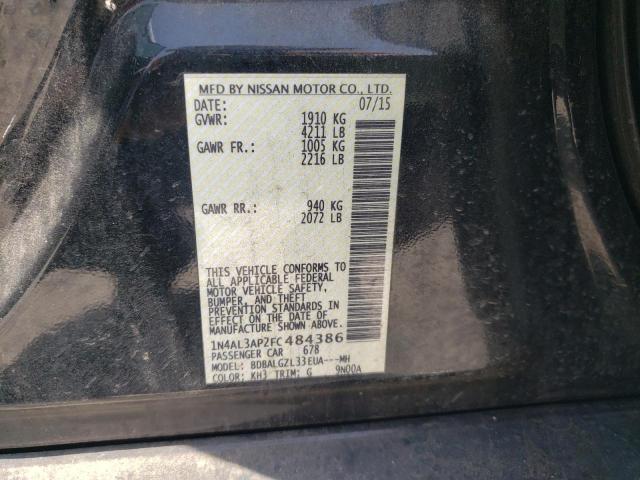 MFD BY NISSAN MOTOR CO., LTD.
DATE: 07/15
GVWR: 1910 KG
4211 LB
GAWR FR.: 1005 KG
2216 LB
GAWR RR.: 940 KG
2072 LB
THIS VEHICLE CONFORMS TO
ALL APPLICABLE FEDERAL
MOTOR VEHICLE SAFETY,
BUMPER, AND THEFT
PREVENTION STANDARDS IN
EFFECT ON THE DATE OF
MANUFACTURE SHOWN ABOVE.
1N4AL3AP2FC484386
PASSENGER CAR 678
MODEL: BDBALGZL33EUA---MH
COLOR: KH3 TRIM: G 9N00A